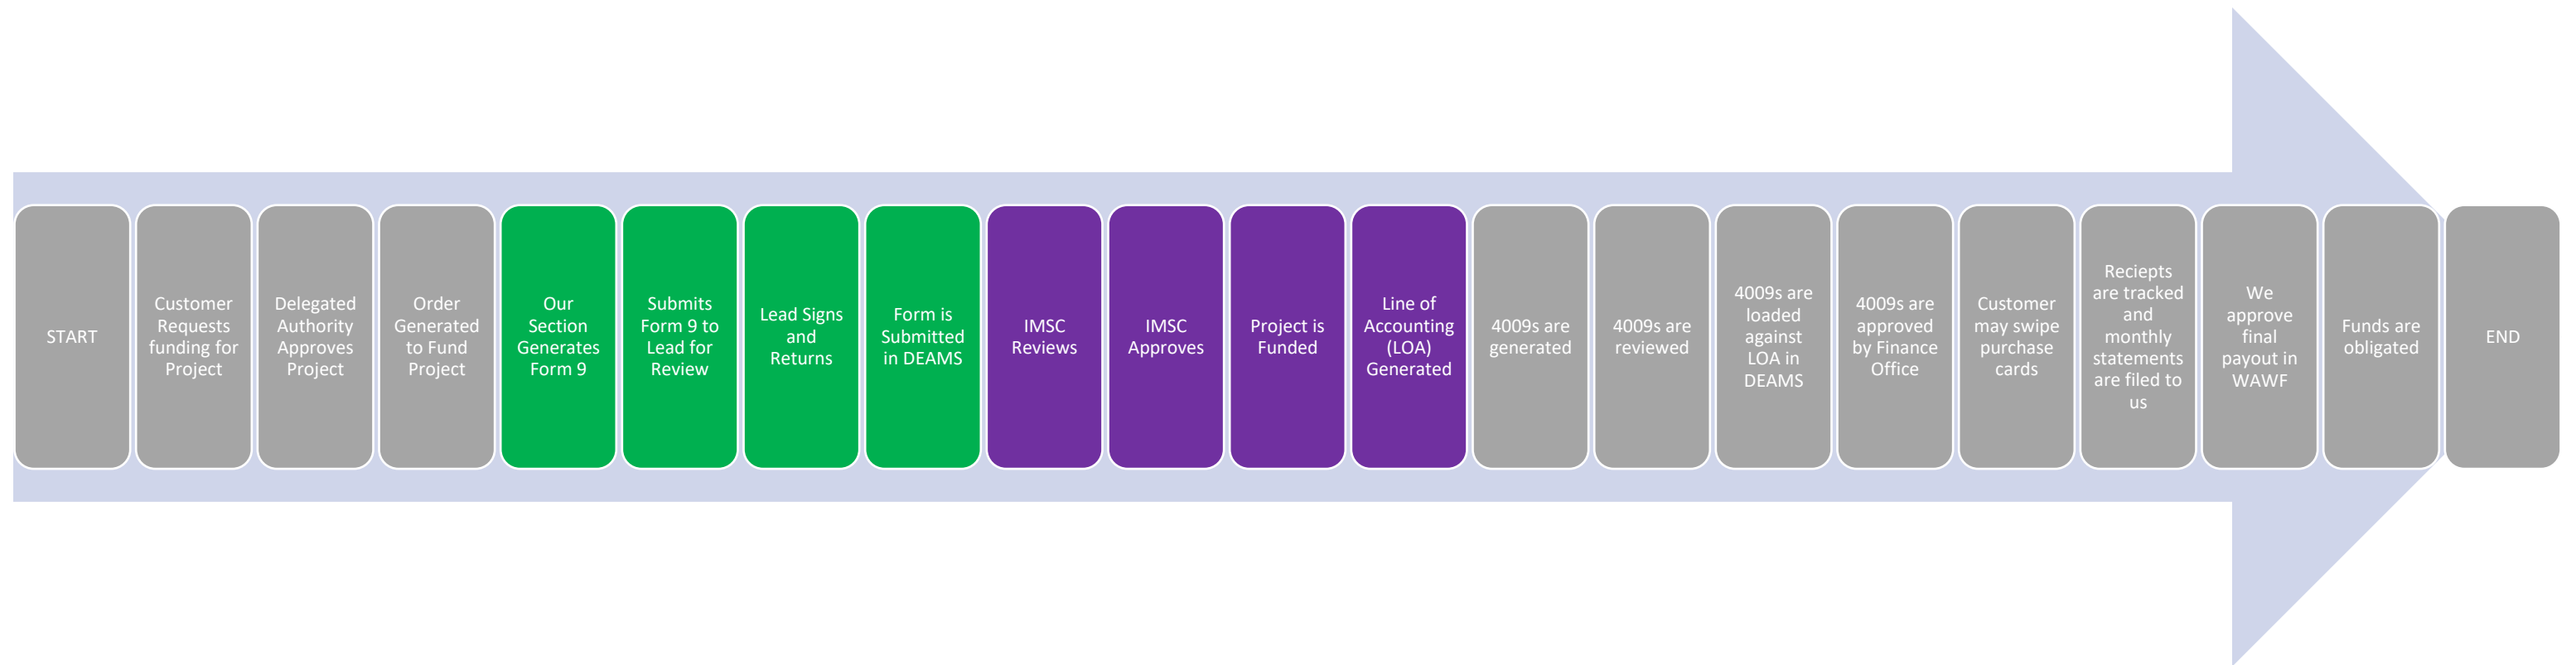 START
Customer
Requests
funding for
Project
Delegated
Authority
Approves
Project
Order
Generated
to Fund
Project
Our
Section
Generates
Form 9
Submits
Form 9 to
Lead for
Review
Lead Signs
and
Returns
Form is
Submitted
in DEAMS
IMSC
Reviews
IMSC
Approves
Project is
Funded
Line of
Accounting
(LOA)
Generated
4009s are
generated
4009s are
reviewed
4009s are
loaded
against
LOA in
DEAMS
4009s are
approved
by Finance
Office
Customer
may swipe
purchase
cards
Reciepts
are tracked
and
monthly
statements
are filed to
us
We
approve
final
payout in
WAWF
Funds are
obligated
END